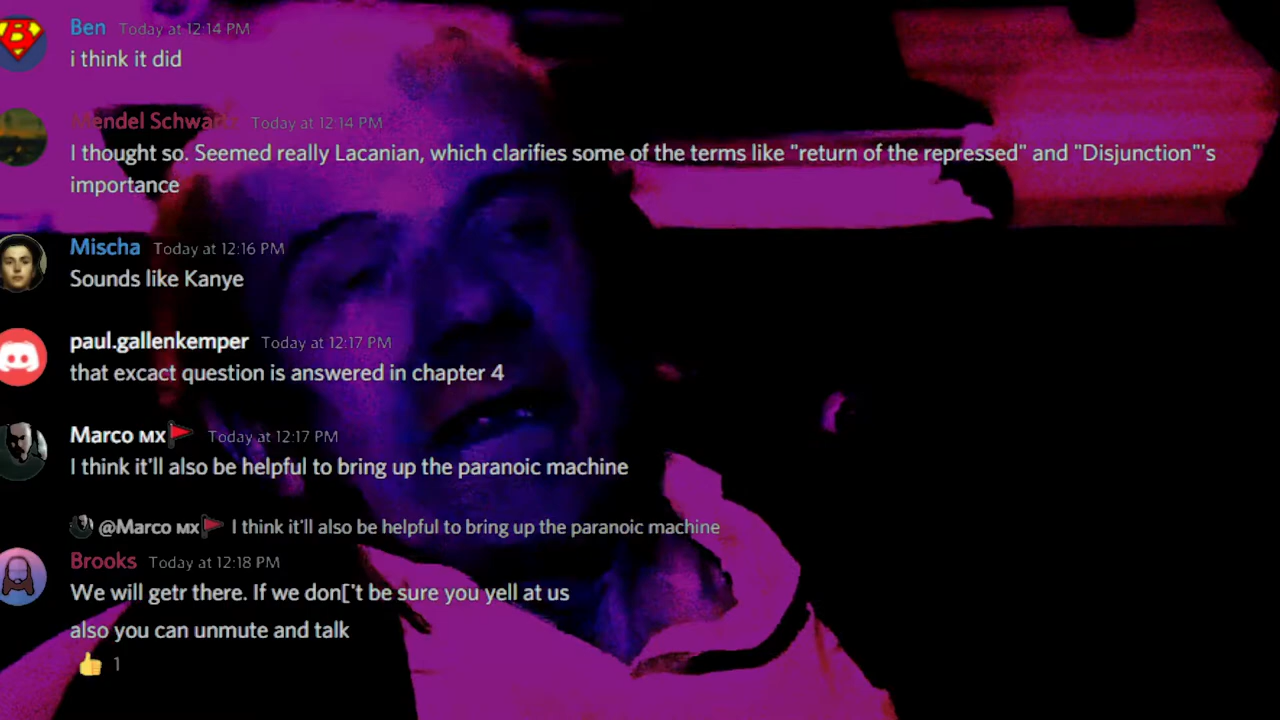 Ben Today at 12:14 PM
i think it did
Mendel Schwartz Today at 12:14 PM
I thought so. Seemed really Lacanian, which clarifies some of the terms like "return of the repressed" and "Disjunction"'s
importance
Mischa Today at 12:16 PM
Sounds like Kanye
paul.gallenkemper Today at 12:17 PM
that excact question is answered in chapter 4
Marco ᴍx🚩 Today at 12:17 PM
I think it'll also be helpful to bring up the paranoic machine
@Marco ᴍx🚩 I think it'll also be helpful to bring up the paranoic machine
Brooks Today at 12:18 PM
We will getr there. If we don['t be sure you yell at us
also you can unmute and talk
👍 1